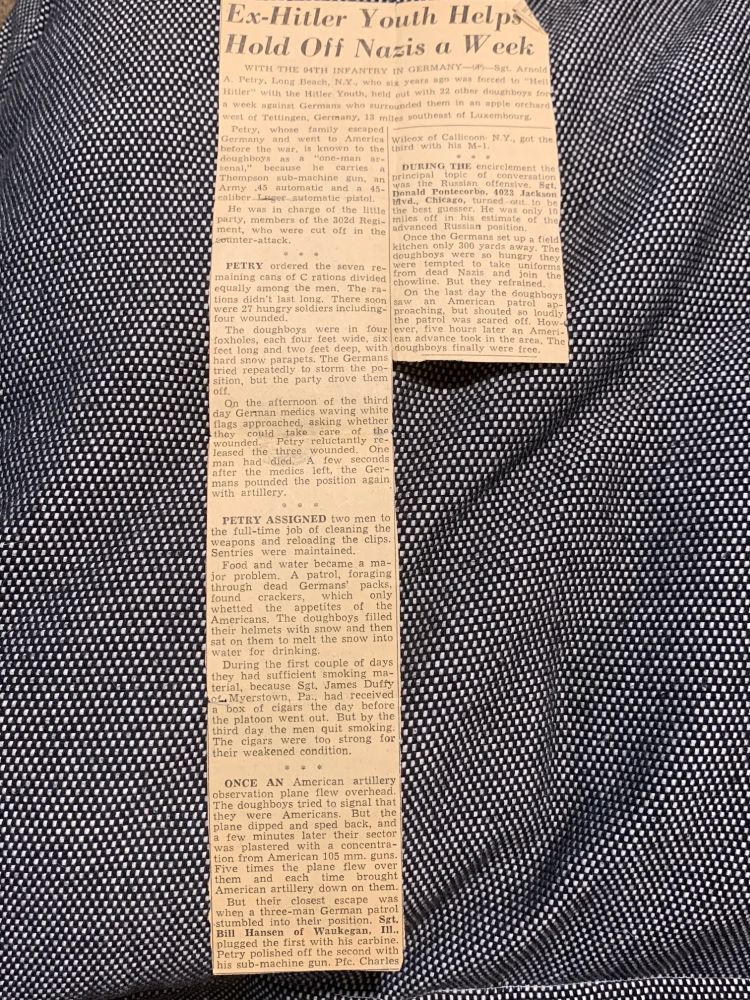 Ex-Hitler Youth Helps
Hold Off Nazis a Week
WITH THE 94TH INFANTRY IN GERMANY—(AP)—Sgt. Arnold
A. Petry, Long Beach, N.Y., who six years ago was forced to "Heil
Hitler" with the Hitler Youth, held out with 22 other doughboys for
a week against Germans who surrounded them in an apple orchard
west of Tettingen, Germany, 13 miles southeast of Luxembourg.
Petry, whose family escaped
Germany and went to America
before the war, is known to the
doughboys as a "one-man ar-
senal," because he carries a
Thompson sub-machine gun, an
Army .45 automatic and a 45-
caliber Luger automatic pistol.
He was in charge of the little
party, members of the 302d Regi-
ment, who were cut off in the
counter-attack.
* * *
PETRY ordered the seven re-
maining cans of C rations divided
equally among the men. The ra-
tions didn't last long. There soon
were 27 hungry soldiers including
four wounded.
The doughboys were in four
foxholes, each four feet wide, six
feet long and two feet deep, with
hard snow parapets. The Germans
tried repeatedly to storm the po-
sition, but the party drove them
off.
On the afternoon of the third
day German medics waving white
flags approached, asking whether
they could take care of the
wounded. Petry reluctantly re-
leased the three wounded. One
man had died. A few seconds
after the medics left, the Ger-
mans pounded the position again
with artillery.
* * *
PETRY ASSIGNED two men to
the full-time job of cleaning the
weapons and reloading the clips.
Sentries were maintained.
Food and water became a ma-
jor problem. A patrol, foraging
through dead Germans' packs,
found crackers, which only
whetted the appetites of the
Americans. The doughboys filled
their helmets with snow and then
sat on them to melt the snow into
water for drinking.
During the first couple of days
they had sufficient smoking ma-
terial, because Sgt. James Duffy
of Myerstown, Pa., had received
a box of cigars the day before
the platoon went out. But by the
third day the men quit smoking.
The cigars were too strong for
their weakened condition.
* * *
ONCE AN American artillery
observation plane flew overhead.
The doughboys tried to signal that
they were Americans. But the
plane dipped and sped back, and
a few minutes later their sector
was plastered with a concentra-
tion from American 105 mm. guns.
Five times the plane flew over
them and each time brought
American artillery down on them.
But their closest escape was
when a three-man German patrol
stumbled into their position. Sgt.
Bill Hansen of Waukegan, Ill.,
plugged the first with his carbine.
Petry polished off the second with
his sub-machine gun. Pfc. Charles
Wilcox of Callicoon N.Y., got the
third with his M-1.
* * *
DURING THE encirclement the
principal topic of conversation
was the Russian offensive. Sgt.
Donald Pontecorbo, 4023 Jackson
Blvd., Chicago, turned out to be
the best guesser. He was only 10
miles off in his estimate of the
advanced Russian position.
Once the Germans set up a field
kitchen only 300 yards away. The
doughboys were so hungry they
were tempted to take uniforms
from dead Nazis and join the
chowline. But they refrained.
On the last day the doughboys
saw an American patrol ap-
proaching, but shouted so loudly
the patrol was scared off. How-
ever, five hours later an Ameri-
can advance took in the area. The
doughboys finally were free.